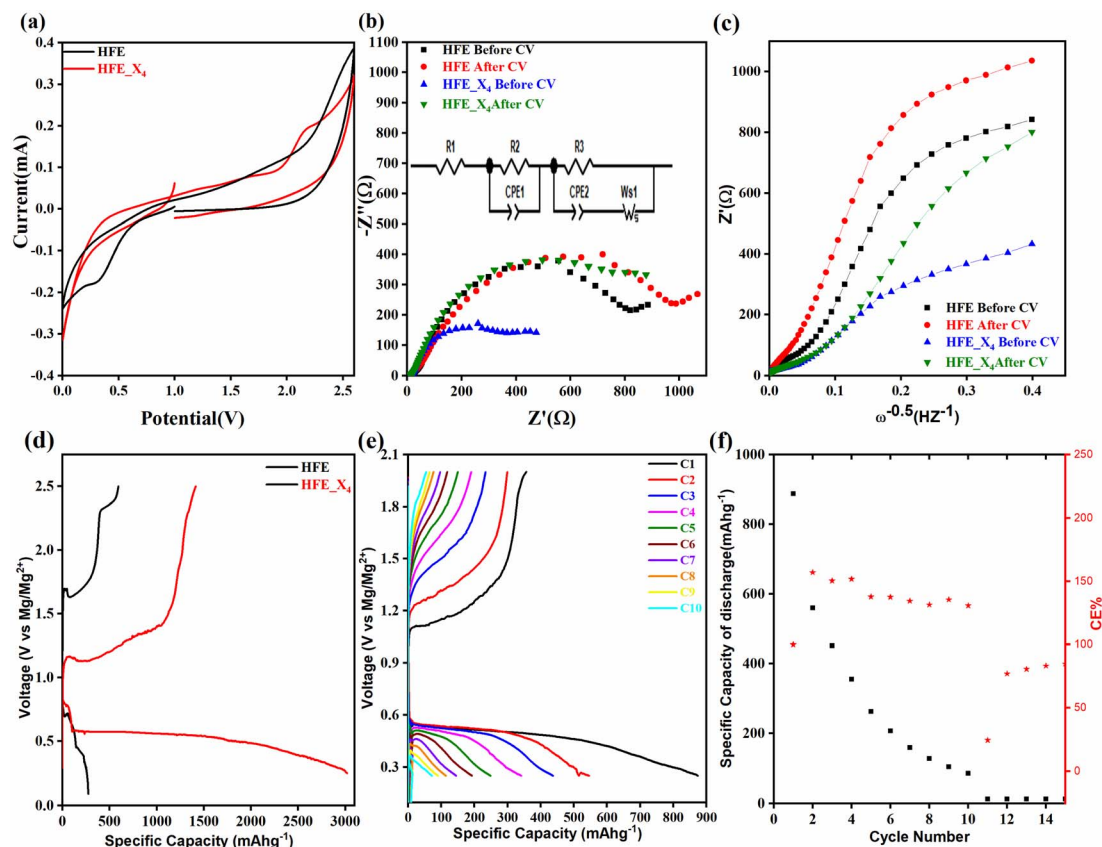 (a)
HFE
HFE_X₄
Current(mA)
0.4
0.3
0.2
0.1
0.0
-0.1
-0.2
-0.3
-0.4
0.0
0.5
1.0
1.5
2.0
2.5
Potential(V)
(b)
HFE Before CV
HFE After CV
HFE_X₄ Before CV
HFE_X₄After CV
R1
R2
R3
CPE1
CPE2
Ws1
-Z''(Ω)
1100
1000
900
800
700
600
500
400
300
200
100
0
0
200
400
600
800
1000
Z'(Ω)
(c)
HFE Before CV
HFE After CV
HFE_X₄ Before CV
HFE_X₄After CV
Z'(Ω)
1000
800
600
400
200
0
0.0
0.1
0.2
0.3
0.4
ω⁻⁰·⁵(HZ⁻¹)
(d)
HFE
HFE_X₄
Voltage (V vs Mg/Mg²⁺)
2.5
2.0
1.5
1.0
0.5
0.0
0
500
1000
1500
2000
2500
3000
Specific Capacity (mAhg⁻¹)
(e)
C1
C2
C3
C4
C5
C6
C7
C8
C9
C10
Voltage (V vs Mg/Mg²⁺)
2.1
1.8
1.5
1.2
0.9
0.6
0.3
0
100
200
300
400
500
600
700
800
900
Specific Capacity (mAhg⁻¹)
(f)
Specific Capacity of discharge(mAhg⁻¹)
1000
800
600
400
200
0
250
200
150
100
50
0
CE%
0
2
4
6
8
10
12
14
Cycle Number